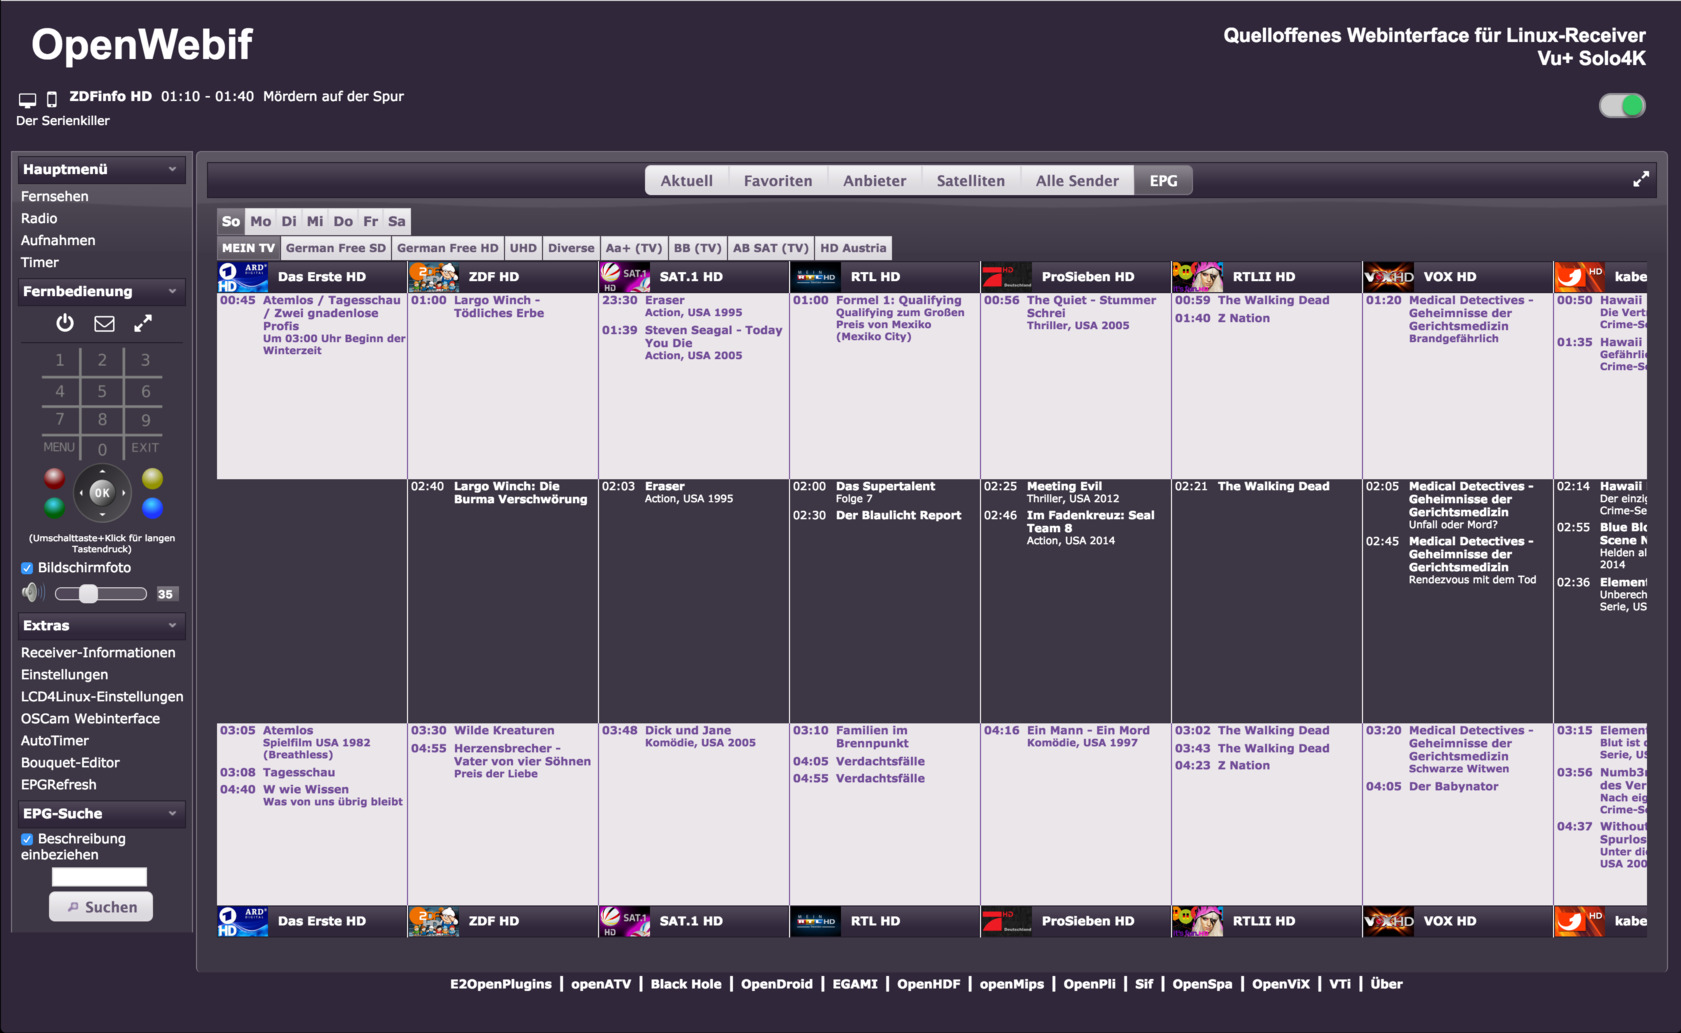 OpenWebif
Quelloffenes Webinterface für Linux-Receiver
Vu+ Solo4K
ZDFinfo HD 01:10 - 01:40 Mördern auf der Spur
Der Serienkiller
Hauptmenü
Fernsehen
Radio
Aufnahmen
Timer
Fernbedienung
1 2 3
4 5 6
7 8 9
MENU 0 EXIT
OK
(Umschalttaste+Klick für langen
Tastendruck)
Bildschirmfoto
35
Extras
Receiver-Informationen
Einstellungen
LCD4Linux-Einstellungen
OSCam Webinterface
AutoTimer
Bouquet-Editor
EPGRefresh
EPG-Suche
Beschreibung
einbeziehen
Suchen
Aktuell Favoriten Anbieter Satelliten Alle Sender EPG
So Mo Di Mi Do Fr Sa
MEIN TV German Free SD German Free HD UHD Diverse Aa+ (TV) BB (TV) AB SAT (TV) HD Austria
Das Erste HD ZDF HD SAT.1 HD RTL HD ProSieben HD RTLII HD VOX HD kabe
00:45 Atemlos / Tagesschau
/ Zwei gnadenlose
Profis
Um 03:00 Uhr Beginn der
Winterzeit
01:00 Largo Winch -
Tödliches Erbe
23:30 Eraser
Action, USA 1995
01:39 Steven Seagal - Today
You Die
Action, USA 2005
01:00 Formel 1: Qualifying
Qualifying zum Großen
Preis von Mexiko
(Mexiko City)
00:56 The Quiet - Stummer
Schrei
Thriller, USA 2005
00:59 The Walking Dead
01:40 Z Nation
01:20 Medical Detectives -
Geheimnisse der
Gerichtsmedizin
Brandgefährlich
00:50 Hawaii
Die Vert
Crime-Se
01:35 Hawaii
Gefährlic
Crime-Se
02:40 Largo Winch: Die
Burma Verschwörung
02:03 Eraser
Action, USA 1995
02:00 Das Supertalent
Folge 7
02:30 Der Blaulicht Report
02:25 Meeting Evil
Thriller, USA 2012
02:46 Im Fadenkreuz: Seal
Team 8
Action, USA 2014
02:21 The Walking Dead
02:05 Medical Detectives -
Geheimnisse der
Gerichtsmedizin
Unfall oder Mord?
02:45 Medical Detectives -
Geheimnisse der
Gerichtsmedizin
Rendezvous mit dem Tod
02:14 Hawaii
Der einzig
Crime-Se
02:55 Blue Blo
Scene N
Helden al
2014
02:36 Element
Unberech
Serie, US
03:05 Atemlos
Spielfilm USA 1982
(Breathless)
03:08 Tagesschau
04:40 W wie Wissen
Was von uns übrig bleibt
03:30 Wilde Kreaturen
04:55 Herzensbrecher -
Vater von vier Söhnen
Preis der Liebe
03:48 Dick und Jane
Komödie, USA 2005
03:10 Familien im
Brennpunkt
04:05 Verdachtsfälle
04:55 Verdachtsfälle
04:16 Ein Mann - Ein Mord
Komödie, USA 1997
03:02 The Walking Dead
03:43 The Walking Dead
04:23 Z Nation
03:20 Medical Detectives -
Geheimnisse der
Gerichtsmedizin
Schwarze Witwen
04:05 Der Babynator
03:15 Elemen
Blut ist d
Serie, US
03:56 Numb3r
des Ver
Nach eig
Crime-Se
04:37 Without
Spurlos
Unter die
USA 200
Das Erste HD ZDF HD SAT.1 HD RTL HD ProSieben HD RTLII HD VOX HD kabe
E2OpenPlugins | openATV | Black Hole | OpenDroid | EGAMI | OpenHDF | openMips | OpenPli | Sif | OpenSpa | OpenViX | VTi | Über